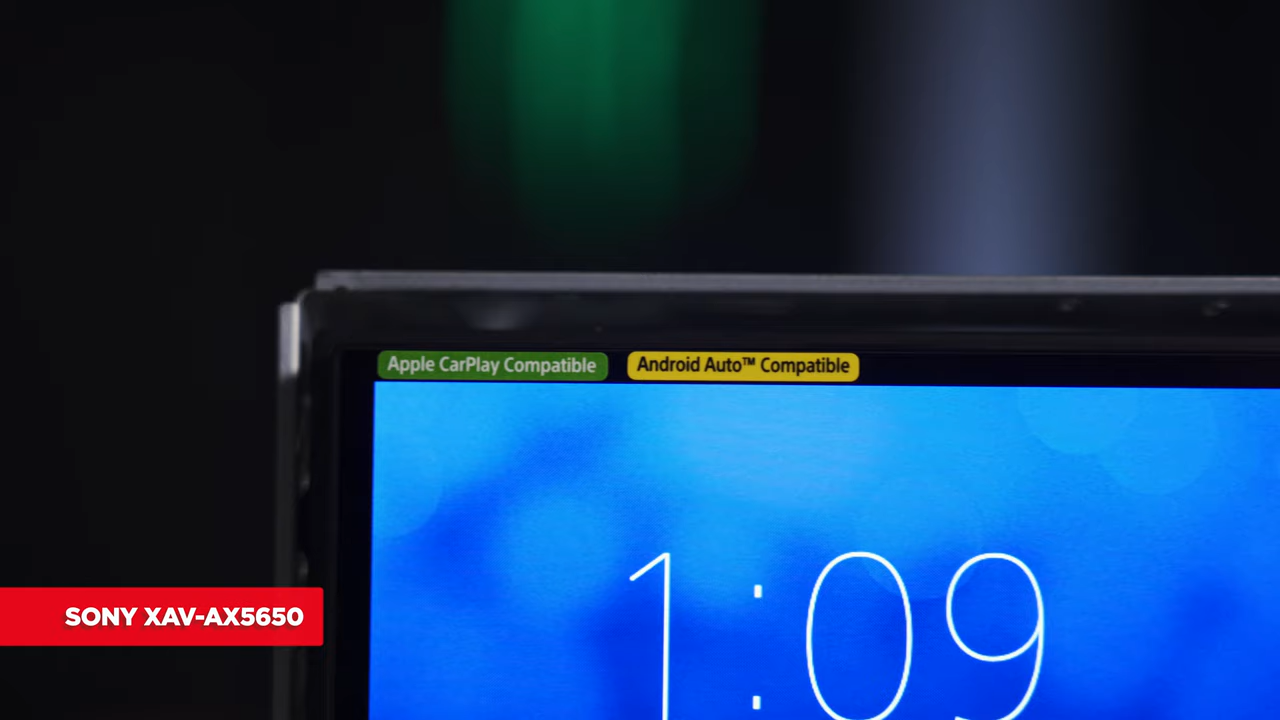 Apple CarPlay Compatible
Android Auto™ Compatible
1:09
SONY XAV-AX5650